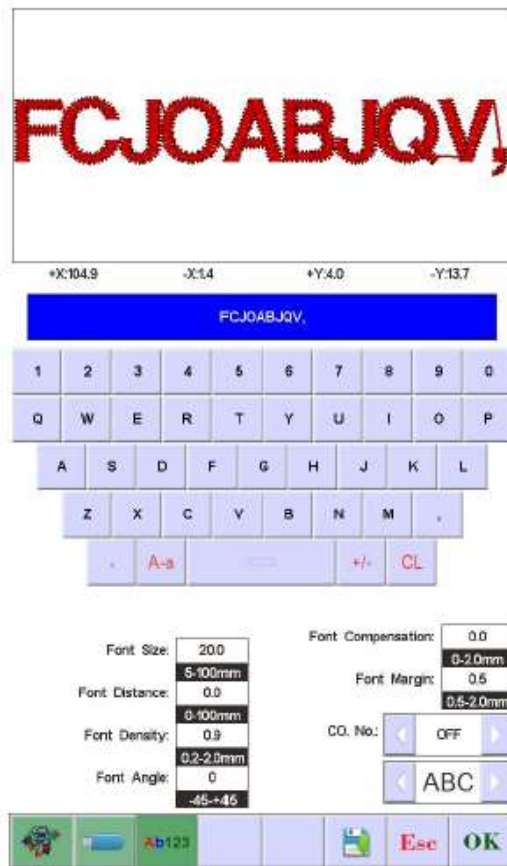 FCJOABJQV,
+X:104.9 -X:1.4 +Y:4.0 -Y:13.7
FCJOABJQV,
1 2 3 4 5 6 7 8 9 0
Q W E R T Y U I O P
A S D F G H J K L
Z X C V B N M ,
. A-a +/- CL
Font Size: 20.0
5-100mm
Font Distance: 0.0
0-100mm
Font Density: 0.9
0.2-2.0mm
Font Angle: 0
-45-+45
Font Compensation: 0.0
0-2.0mm
Font Margin: 0.5
0.5-2.0mm
CO. No.: OFF
ABC
Ab123 Esc OK